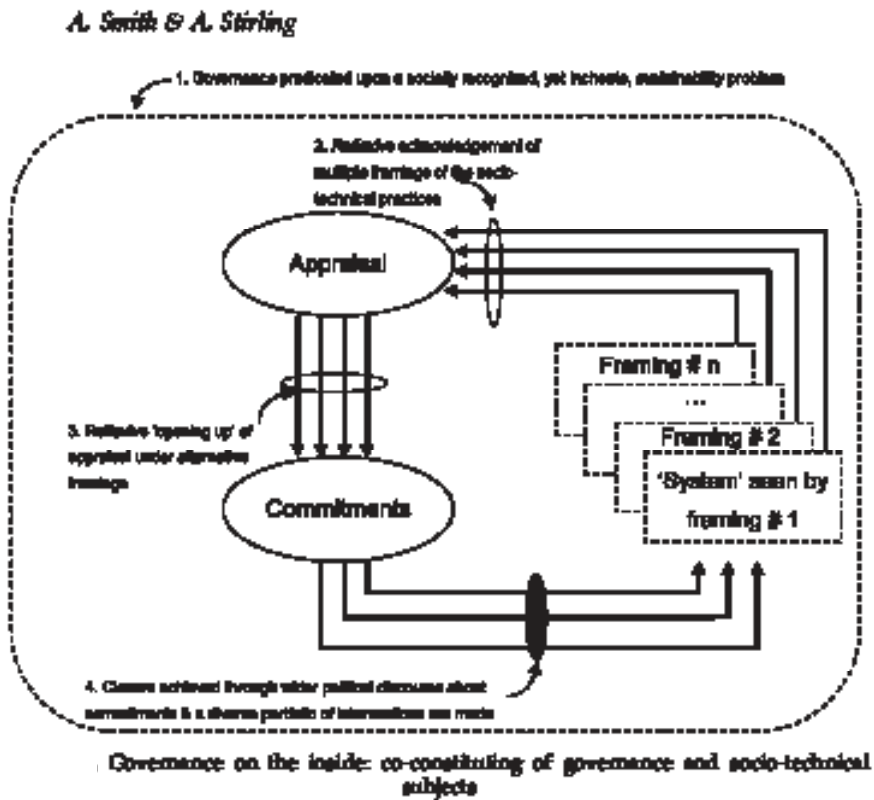 A. Smith & A. Stirling
1. Governance predicated upon a socially recognised, yet inchoate, sustainability problem
2. Reflexive acknowledgement of
multiple framings of the socio-
technical practices
Appraisal
Framing # n
...
Framing # 2
'System' seen by
framing # 1
3. Reflexive 'opening up' of
appraisal under alternative
framings
Commitments
4. Closure achieved through wider political discourse about
commitments & a diverse portfolio of interventions are made
Governance on the inside: co-constituting of governance and socio-technical
subjects